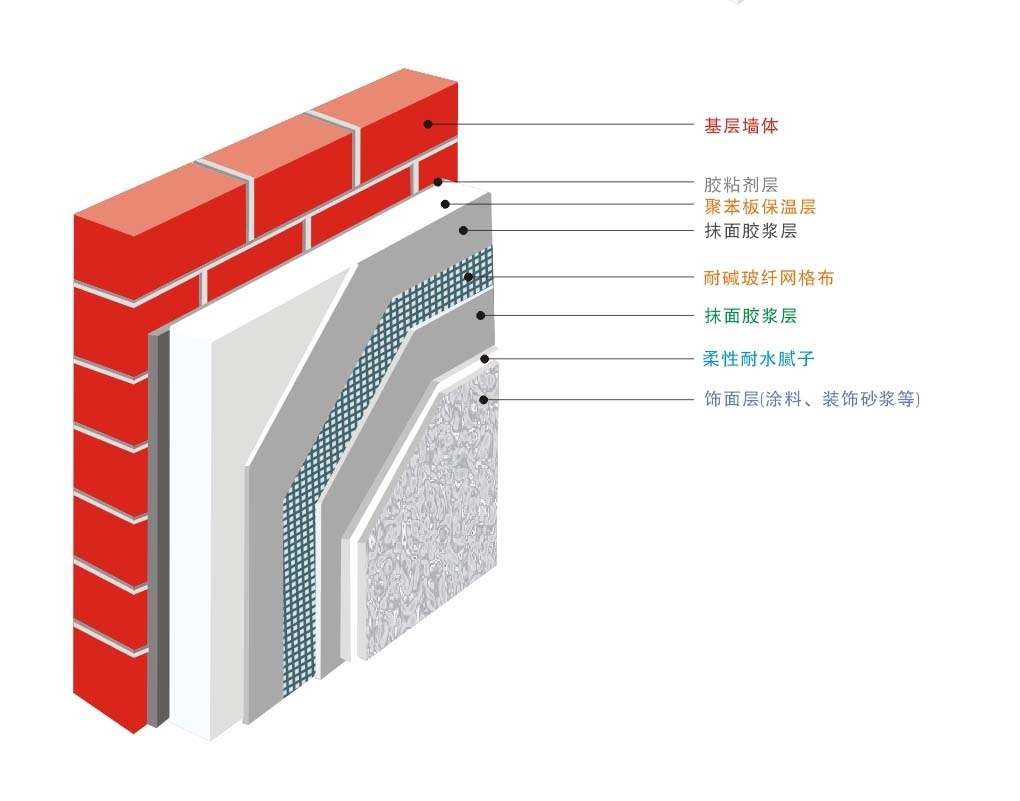 基层墙体
胶粘剂层
聚苯板保温层
抹面胶浆层
耐碱玻纤网格布
抹面胶浆层
柔性耐水腻子
饰面层(涂料、装饰砂浆等)